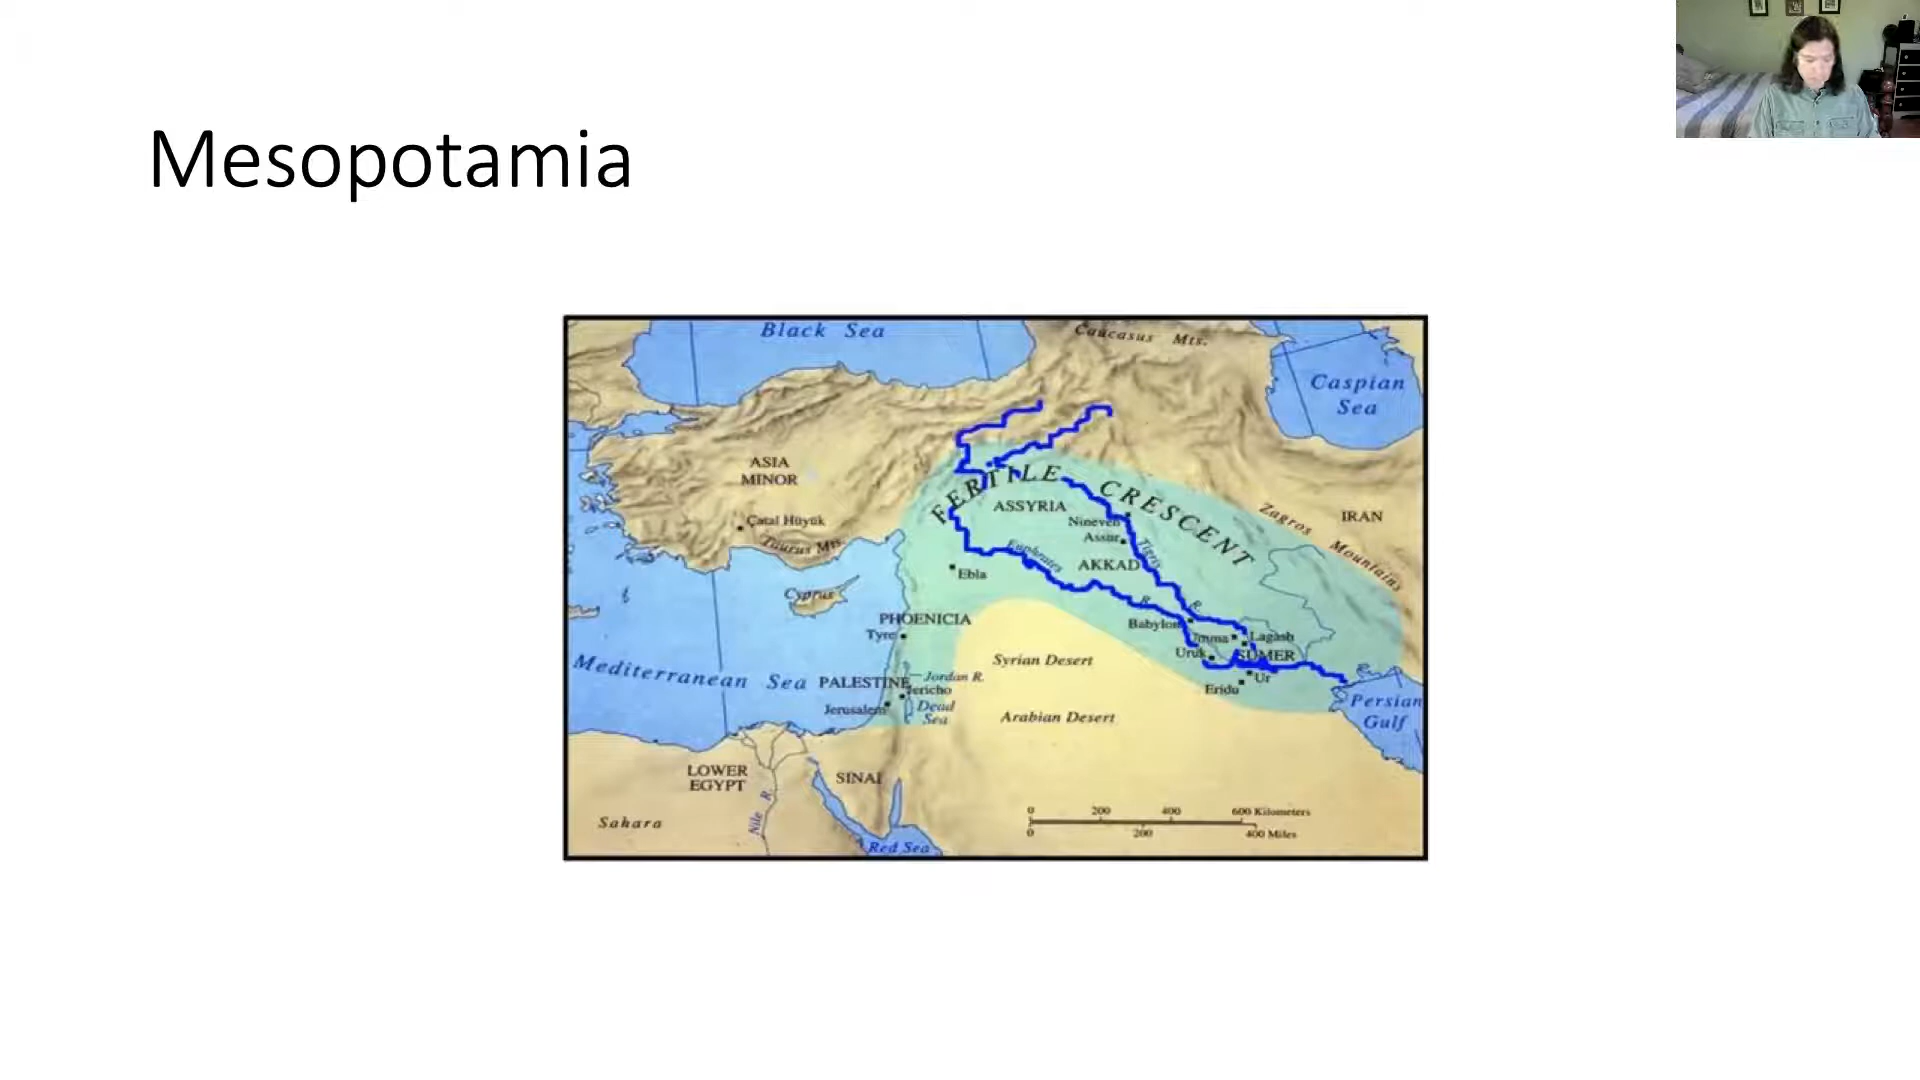 Mesopotamia
Black Sea
Caucasus Mts.
Caspian
Sea
ASIA
MINOR
FERTILE CRESCENT
ASSYRIA
Zagros Mountains
IRAN
Çatal Hüyük
Nineveh
Taurus Mts.
Assur
Tigris R.
Euphrates R.
AKKAD
Ebla
Cyprus
PHOENICIA
Tyre
Babylon
Umma
Lagash
Uruk
SUMER
Syrian Desert
Mediterranean Sea
PALESTINE
Jordan R.
Jericho
Ur
Eridu
Jerusalem
Dead
Sea
Persian
Gulf
Arabian Desert
LOWER
EGYPT
SINAI
Nile R.
Sahara
0 200 400 600 Kilometers
0 200 400 Miles
Red Sea